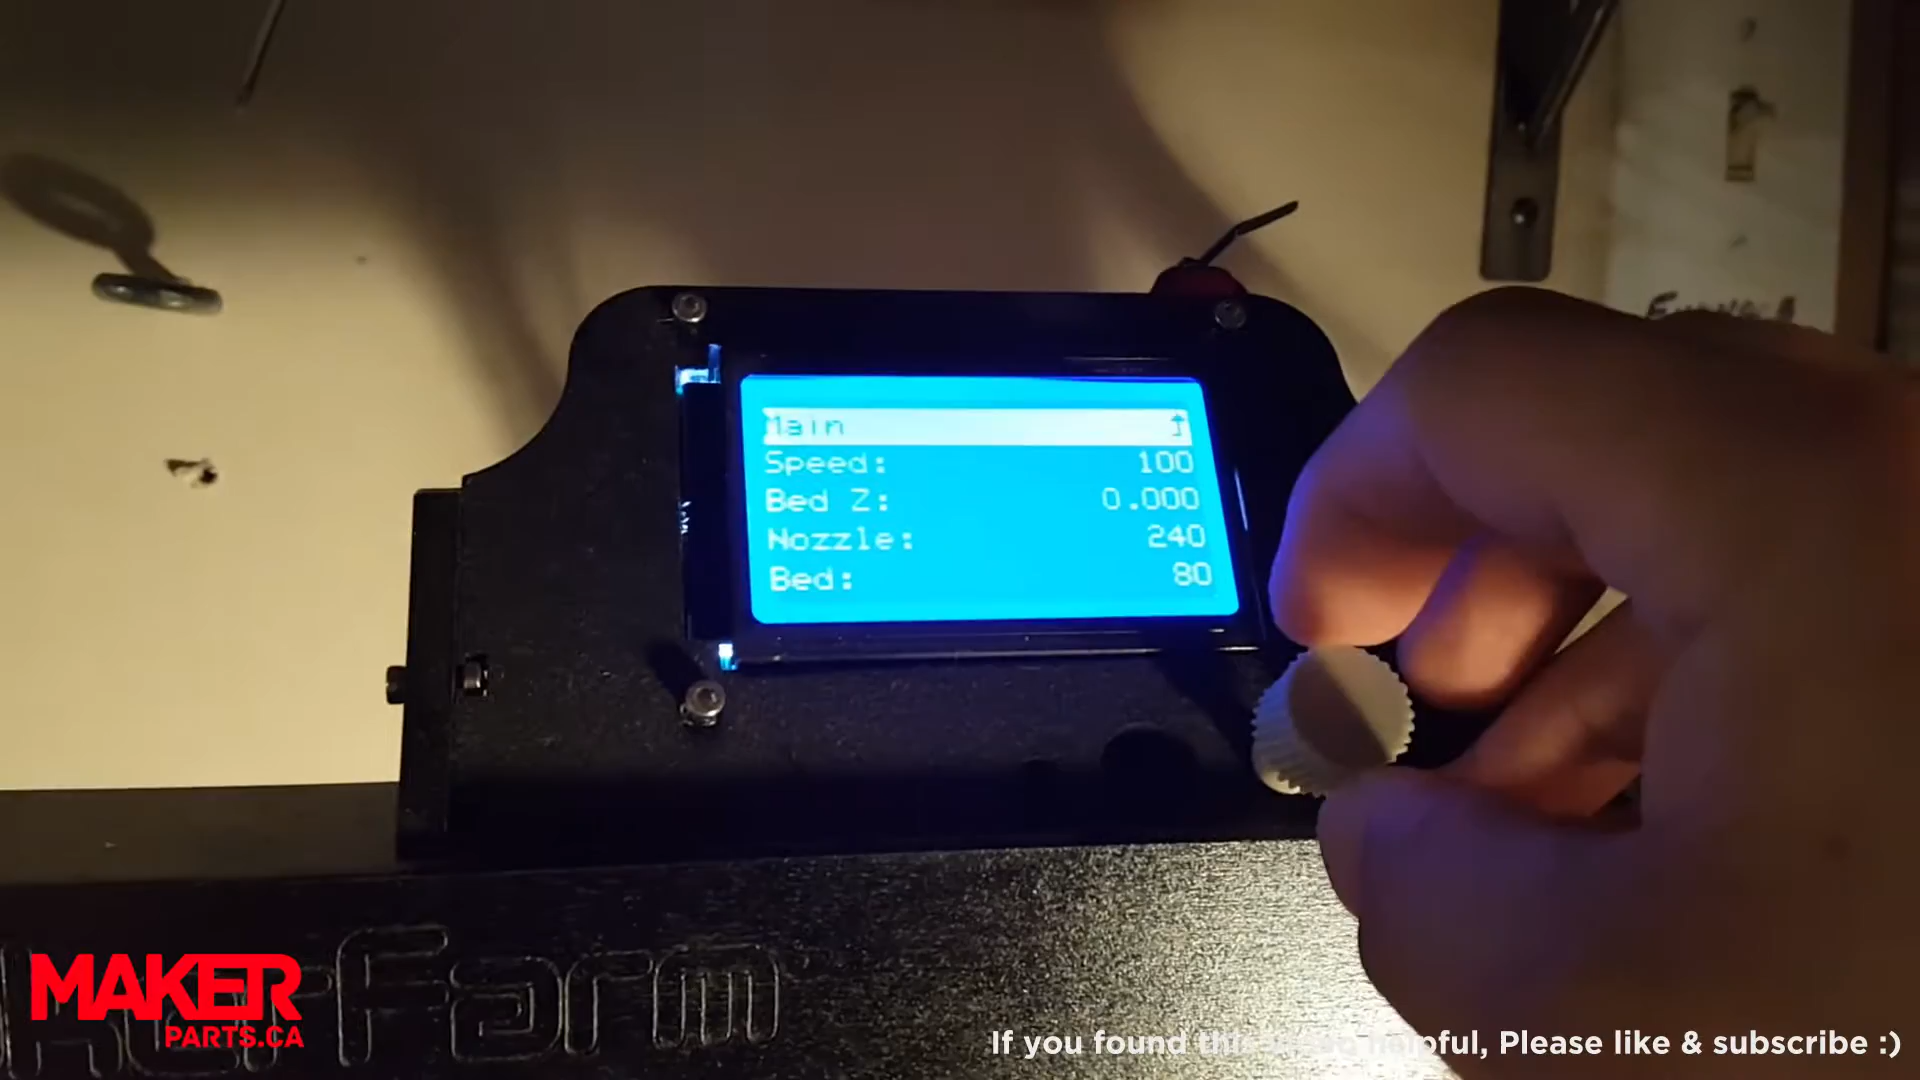 Main
Speed: 100
Bed Z: 0.000
Nozzle: 240
Bed: 80
MAKER
PARTS.CA
If you found this helpful, Please like & subscribe :)